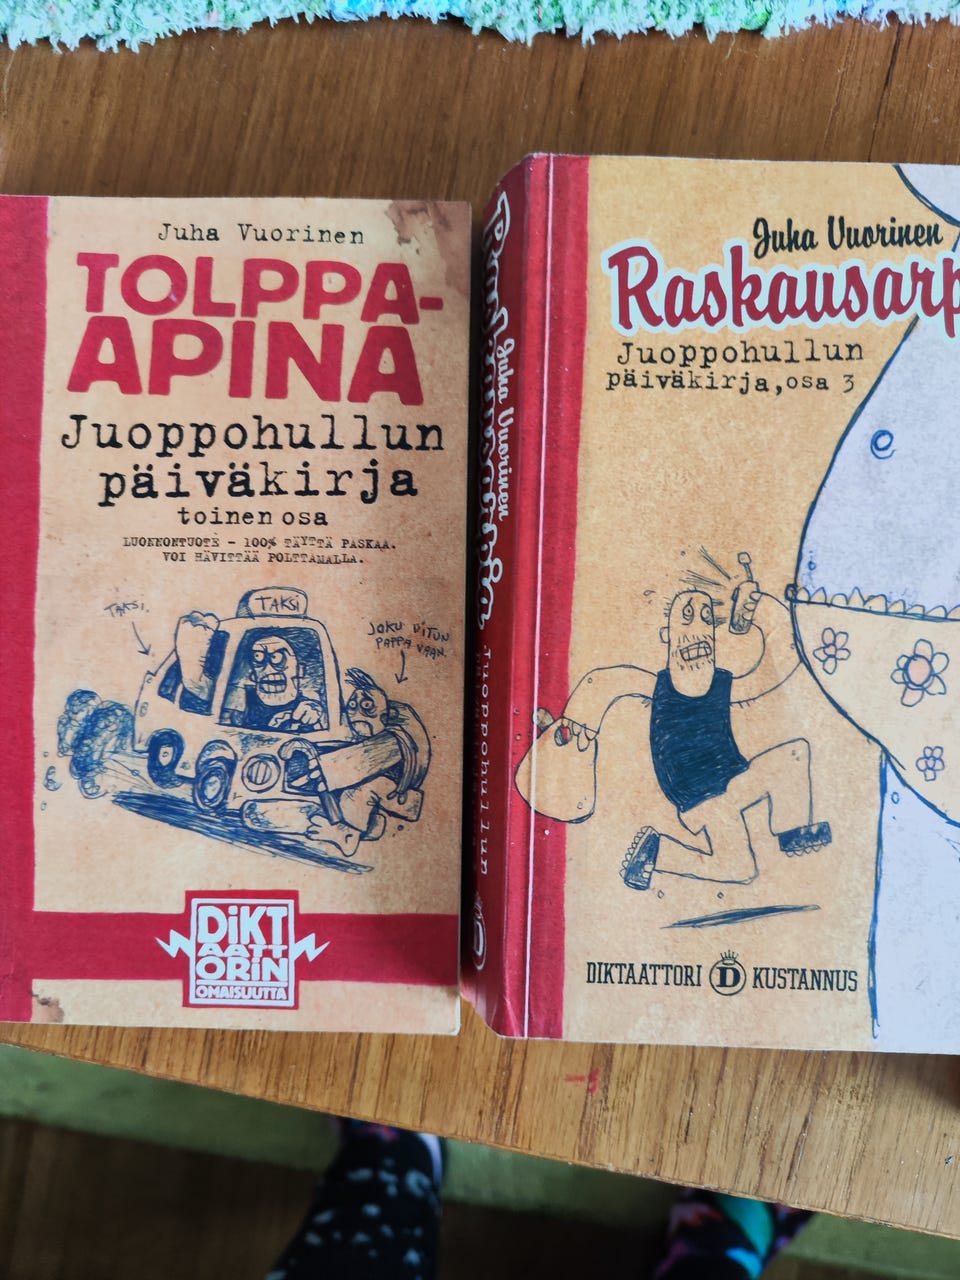 Juha Vuorinen
TOLPPA-
APINA
Juoppohullun
päiväkirja
toinen osa
LUONNONTUOTE - 100% TÄYTTÄ PASKAA.
VOI HÄVITTÄÄ POLTTAMALLA.
TAKSI.
TAKSI
JOKU VITUN
PAPPA VAAN.
DiKT
AATT
ORiN
OMAISUUTTA
Juha Vuorinen
Juoppohullun
Juha Vuorinen
Raskausarp
Juoppohullun
päiväkirja, osa 3
DIKTAATTORI D KUSTANNUS